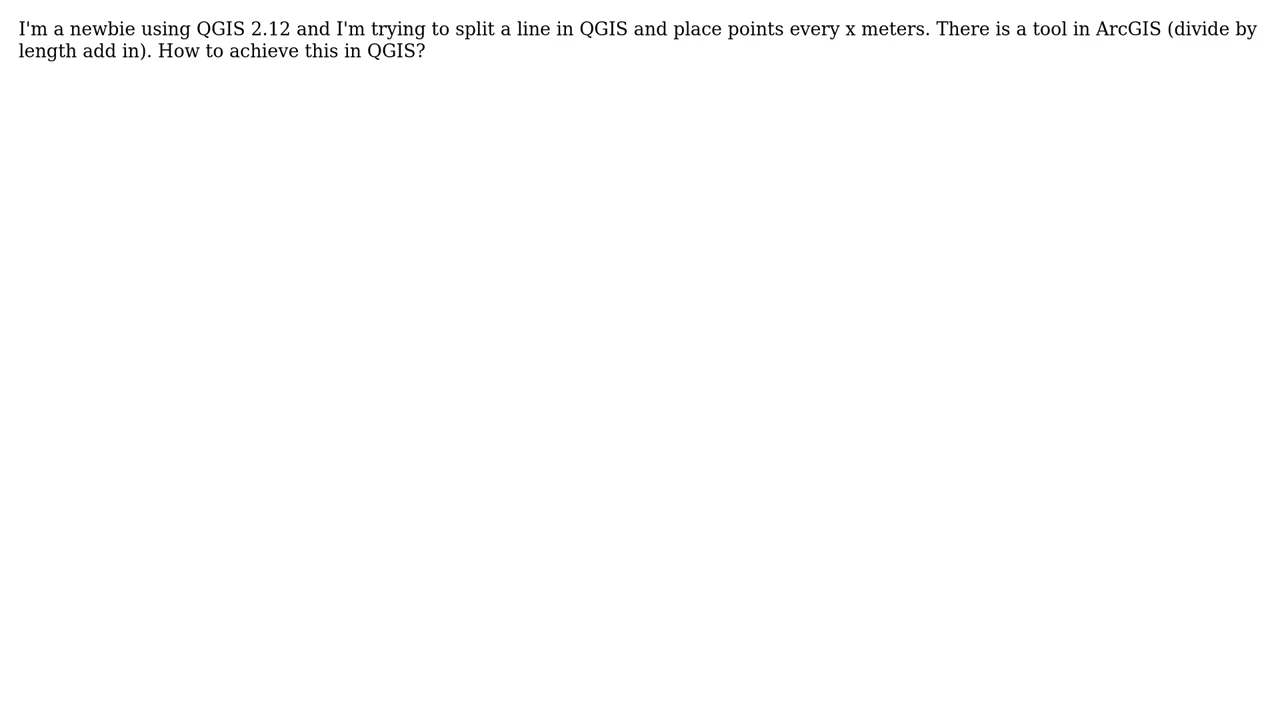 I'm a newbie using QGIS 2.12 and I'm trying to split a line in QGIS and place points every x meters. There is a tool in ArcGIS (divide by
length add in). How to achieve this in QGIS?